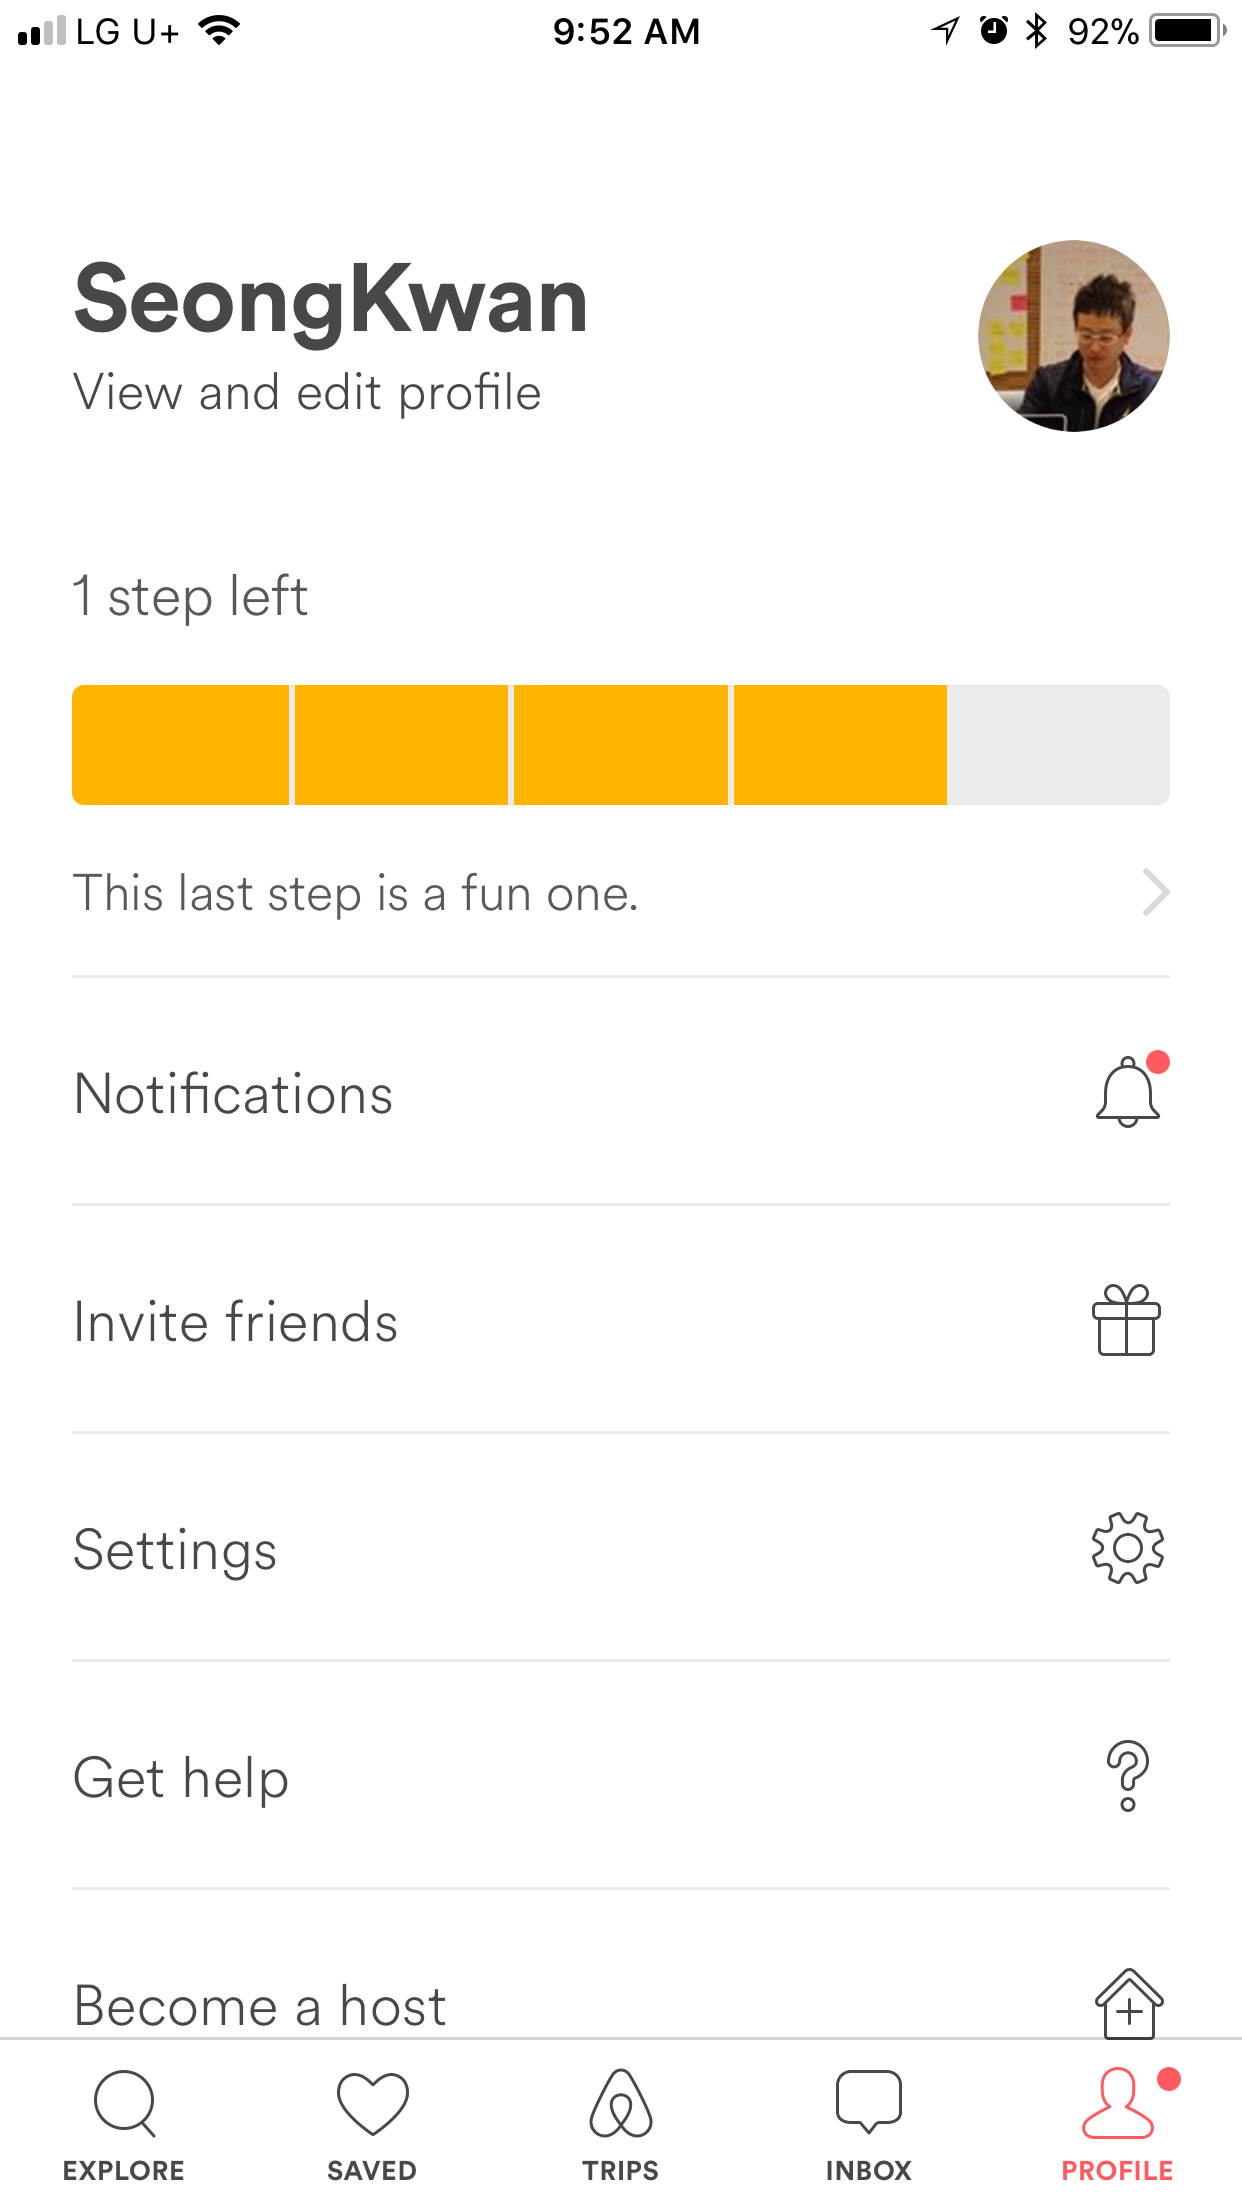 LG U+ 9:52 AM 92%
SeongKwan
View and edit profile
1 step left
This last step is a fun one.
Notifications
Invite friends
Settings
Get help
Become a host
EXPLORE SAVED TRIPS INBOX PROFILE